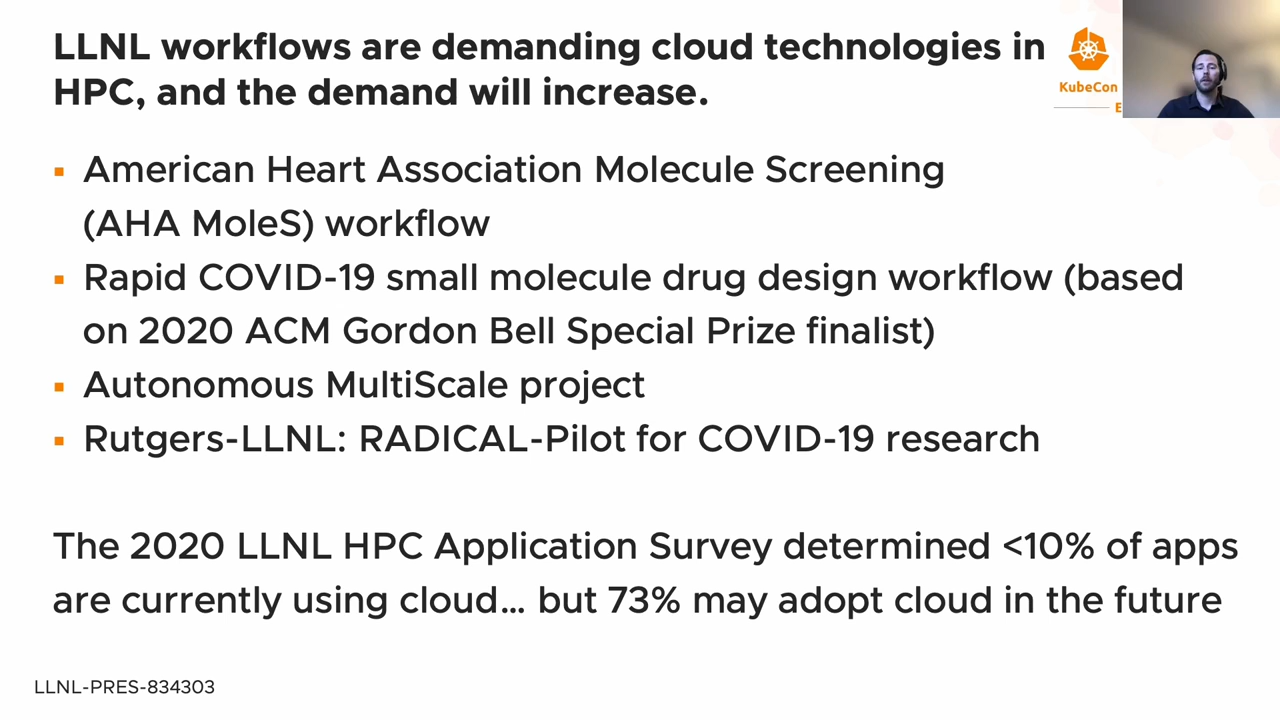 LLNL workflows are demanding cloud technologies in
HPC, and the demand will increase.
KubeCon
E
▪ American Heart Association Molecule Screening
(AHA MoleS) workflow
▪ Rapid COVID-19 small molecule drug design workflow (based
on 2020 ACM Gordon Bell Special Prize finalist)
▪ Autonomous MultiScale project
▪ Rutgers-LLNL: RADICAL-Pilot for COVID-19 research
The 2020 LLNL HPC Application Survey determined <10% of apps
are currently using cloud… but 73% may adopt cloud in the future
LLNL-PRES-834303